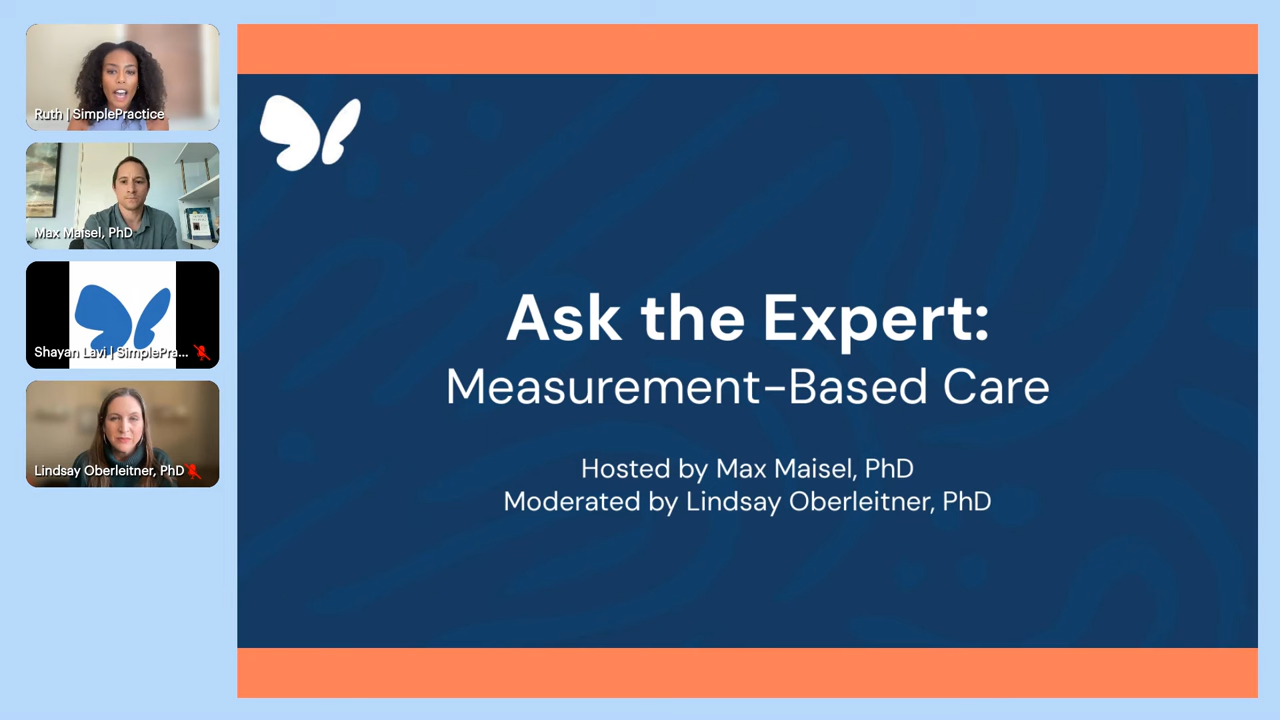 Ruth | SimplePractice
Max Maisel, PhD
Shayan Lavi | SimplePra...
Lindsay Oberleitner, PhD
Ask the Expert:
Measurement-Based Care
Hosted by Max Maisel, PhD
Moderated by Lindsay Oberleitner, PhD